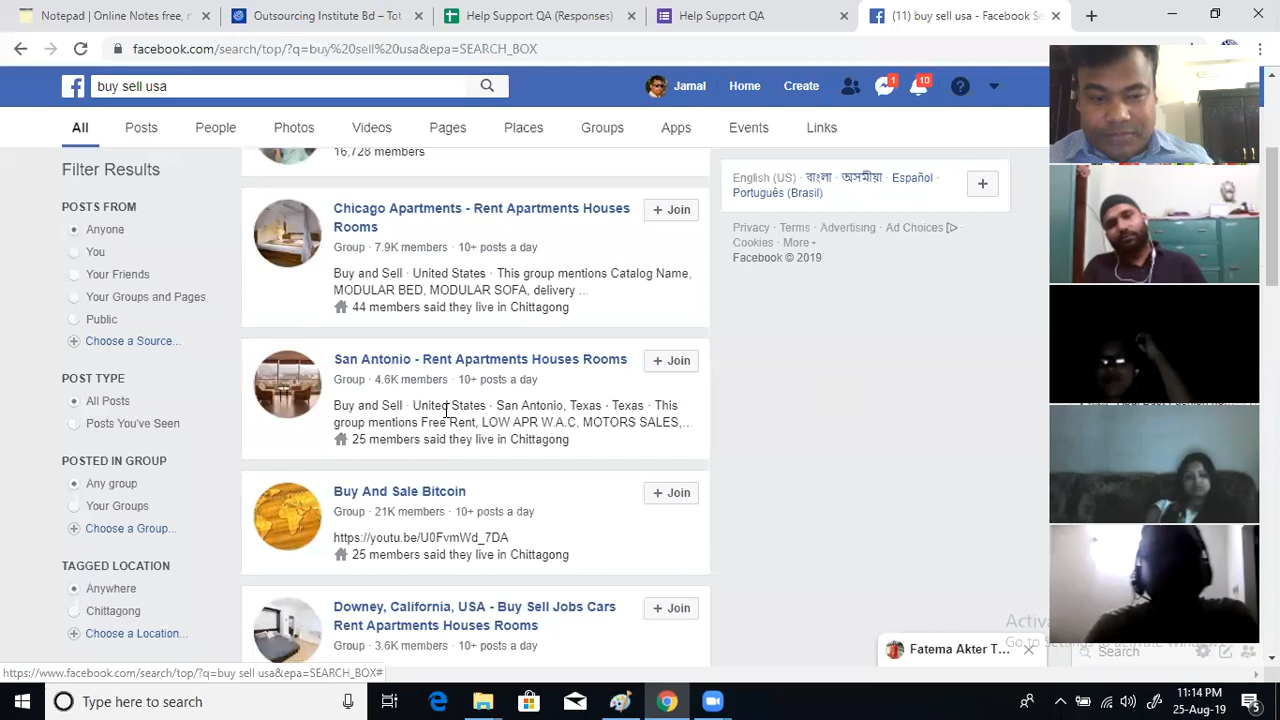 Notepad | Online Notes free, n
Outsourcing Institute Bd – To
Help Support QA (Responses)
Help Support QA
(11) buy sell usa - Facebook Se
facebook.com/search/top/?q=buy%20sell%20usa&epa=SEARCH_BOX
buy sell usa
Jamal
Home
Create
1
10
All
Posts
People
Photos
Videos
Pages
Places
Groups
Apps
Events
Links
Filter Results
POSTS FROM
Anyone
You
Your Friends
Your Groups and Pages
Public
Choose a Source...
POST TYPE
All Posts
Posts You've Seen
POSTED IN GROUP
Any group
Your Groups
Choose a Group...
TAGGED LOCATION
Anywhere
Chittagong
Choose a Location...
16,728 members
Chicago Apartments - Rent Apartments Houses
Rooms
+ Join
Group · 7.9K members · 10+ posts a day
Buy and Sell · United States · This group mentions Catalog Name,
MODULAR BED, MODULAR SOFA, delivery ...
44 members said they live in Chittagong
San Antonio - Rent Apartments Houses Rooms
+ Join
Group · 4.6K members · 10+ posts a day
Buy and Sell · United States · San Antonio, Texas · Texas · This
group mentions Free Rent, LOW APR W.A.C, MOTORS SALES,...
25 members said they live in Chittagong
Buy And Sale Bitcoin
+ Join
Group · 21K members · 10+ posts a day
https://youtu.be/U0FvmWd_7DA
25 members said they live in Chittagong
Downey, California, USA - Buy Sell Jobs Cars
Rent Apartments Houses Rooms
+ Join
Group · 3.6K members · 10+ posts a day
English (US) · বাংলা · অসমীয়া · Español ·
Português (Brasil)
Privacy · Terms · Advertising · Ad Choices ·
Cookies · More
Facebook © 2019
Activa
Go to Settings to activate Windows.
Fatema Akter T...
Search
https://www.facebook.com/search/top/?q=buy sell usa&epa=SEARCH_BOX#
Type here to search
11:14 PM
25-Aug-19
5